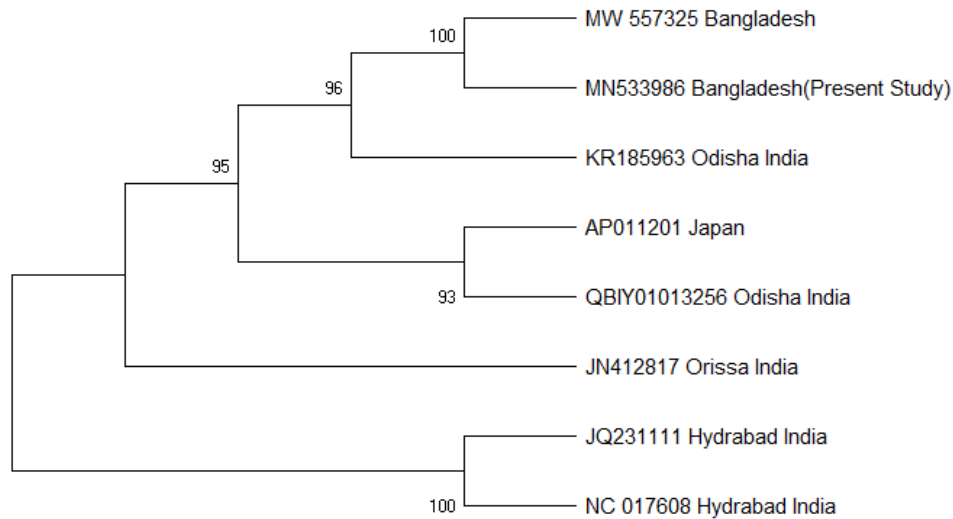 MW 557325 Bangladesh
100
MN533986 Bangladesh(Present Study)
96
KR185963 Odisha India
95
AP011201 Japan
93
QBIY01013256 Odisha India
JN412817 Orissa India
JQ231111 Hydrabad India
100
NC 017608 Hydrabad India